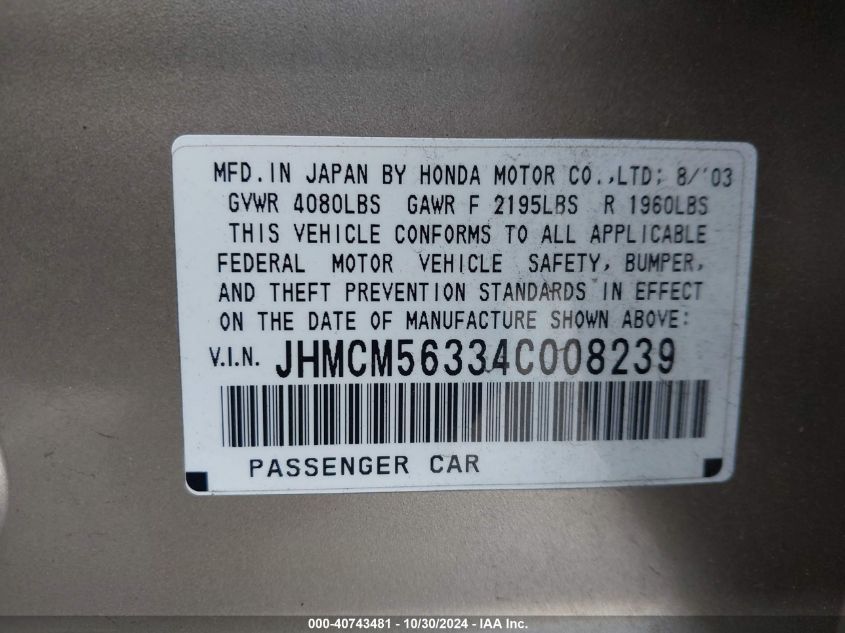 MFD. IN JAPAN BY HONDA MOTOR CO.,LTD; 8/'03
GVWR 4080LBS GAWR F 2195LBS R 1960LBS
THIS VEHICLE CONFORMS TO ALL APPLICABLE
FEDERAL MOTOR VEHICLE SAFETY, BUMPER,
AND THEFT PREVENTION STANDARDS IN EFFECT
ON THE DATE OF MANUFACTURE SHOWN ABOVE:
V.I.N. JHMCM56334C008239
PASSENGER CAR
000-40743481 - 10/30/2024 - IAA Inc.